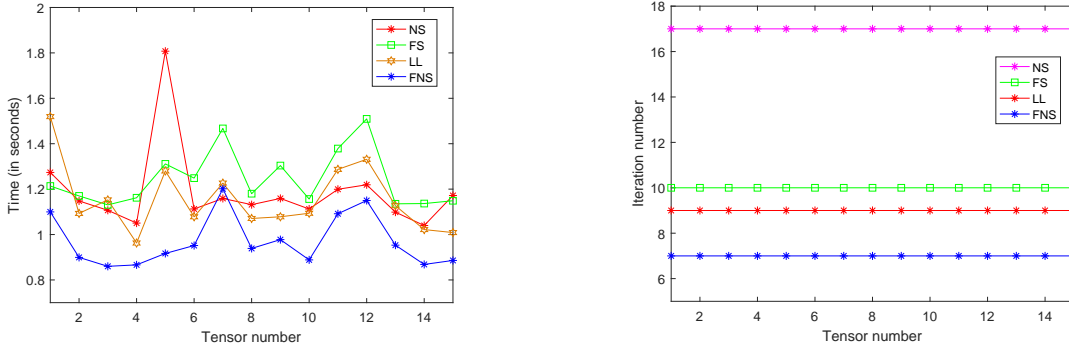 2
1.8
1.6
1.4
1.2
1
0.8
Time (in seconds)
2 4 6 8 10 12 14
Tensor number
NS
FS
LL
FNS
18
16
14
12
10
8
6
Iteration number
2 4 6 8 10 12 14
Tensor number
NS
FS
LL
FNS